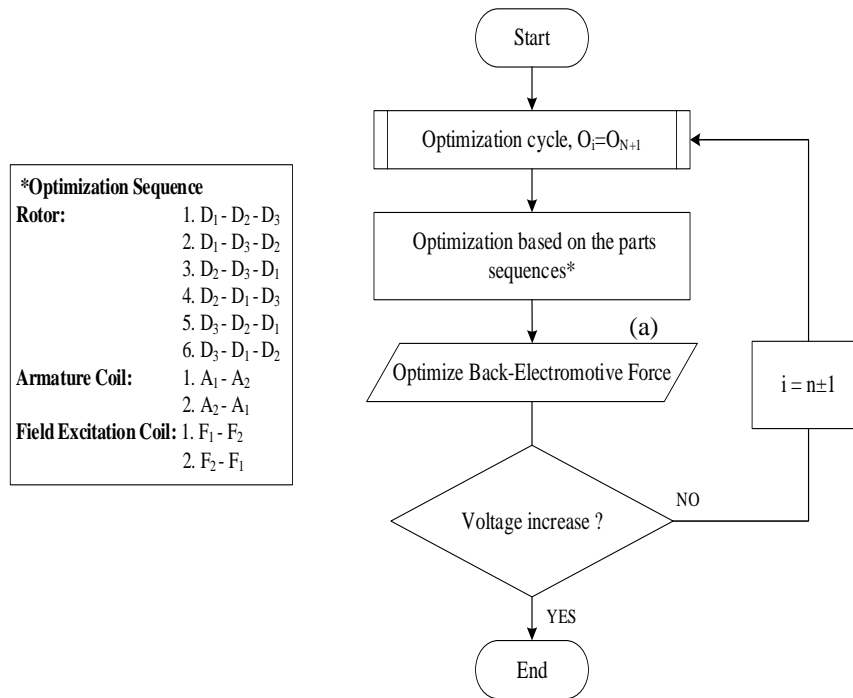 Start
Optimization cycle, Oᵢ=O_N+1
*Optimization Sequence
Rotor: 1. D₁ - D₂ - D₃
2. D₁ - D₃ - D₂
3. D₂ - D₃ - D₁
4. D₂ - D₁ - D₃
5. D₃ - D₂ - D₁
6. D₃ - D₁ - D₂
Armature Coil: 1. A₁ - A₂
2. A₂ - A₁
Field Excitation Coil: 1. F₁ - F₂
2. F₂ - F₁
Optimization based on the parts
sequences*
(a)
Optimize Back-Electromotive Force
i = n±1
Voltage increase ?
NO
YES
End